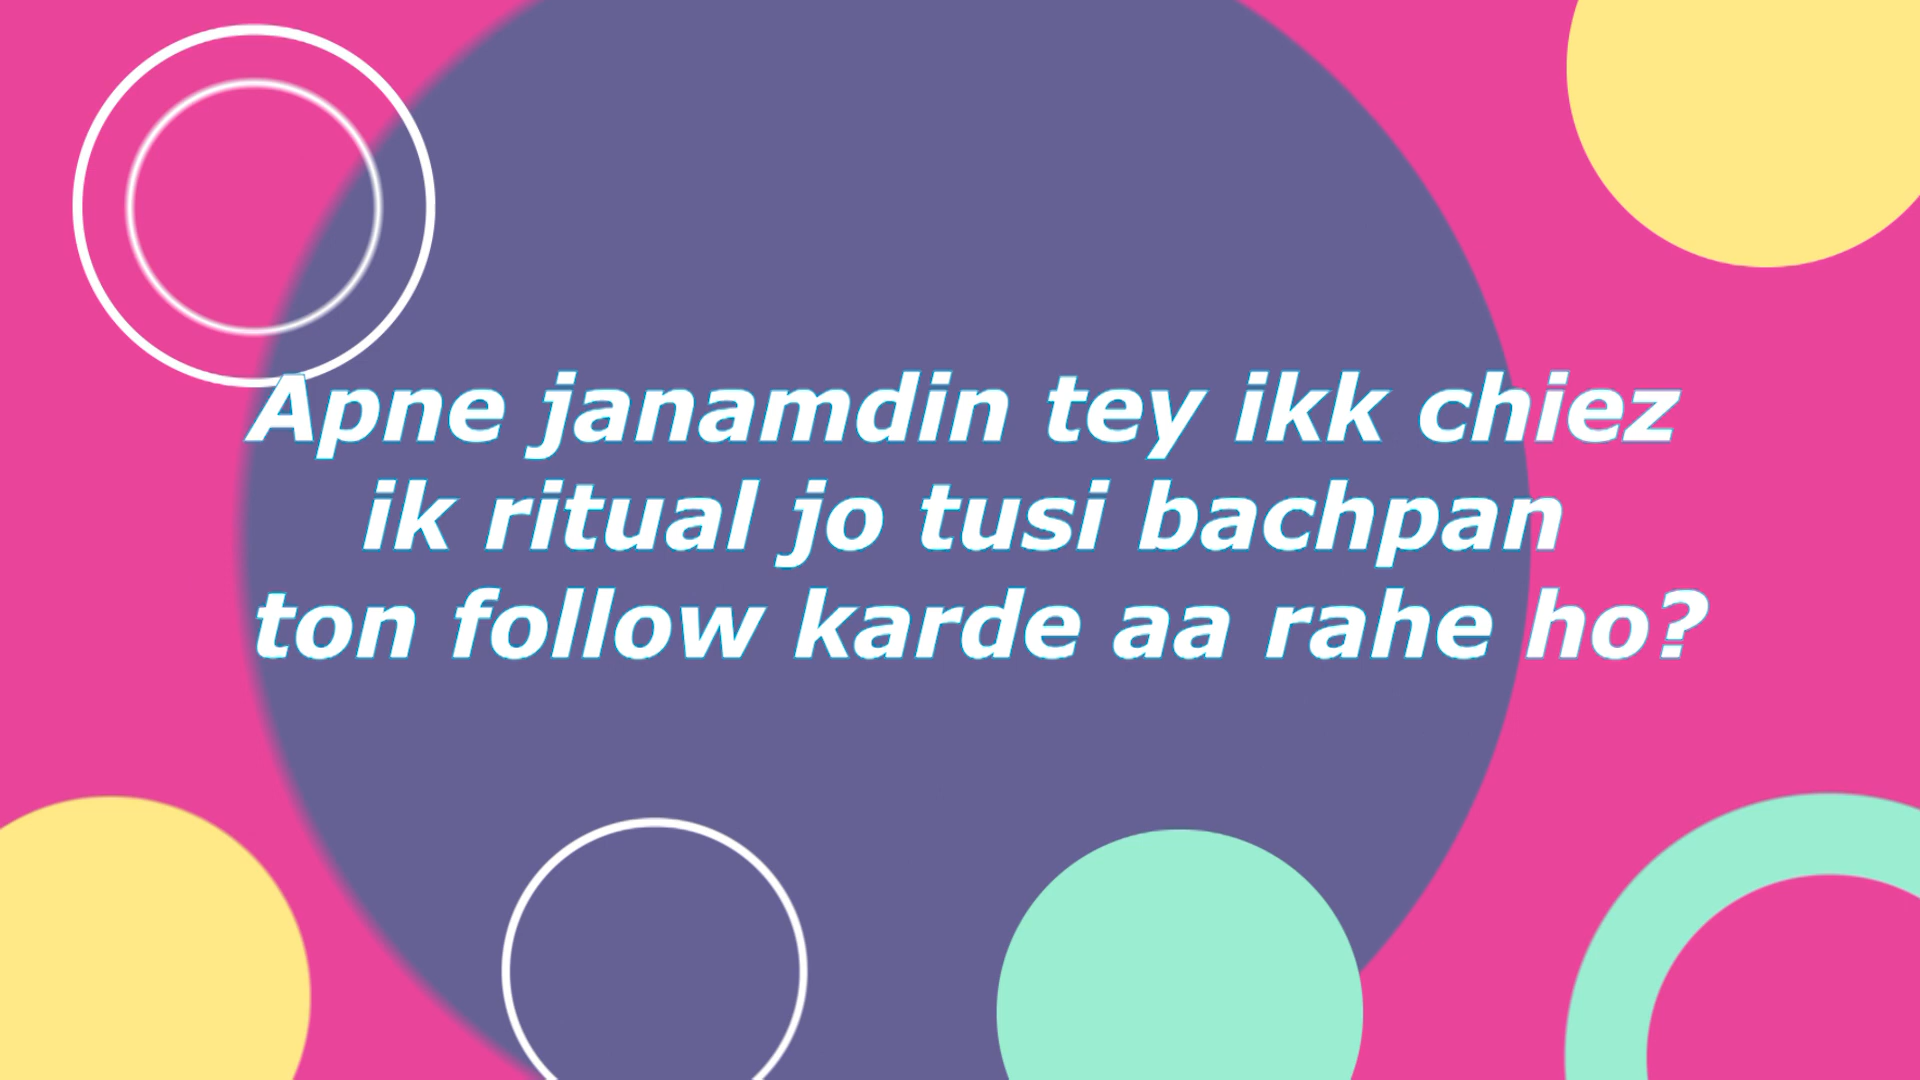 Apne janamdin tey ikk chiez
ik ritual jo tusi bachpan
ton follow karde aa rahe ho?